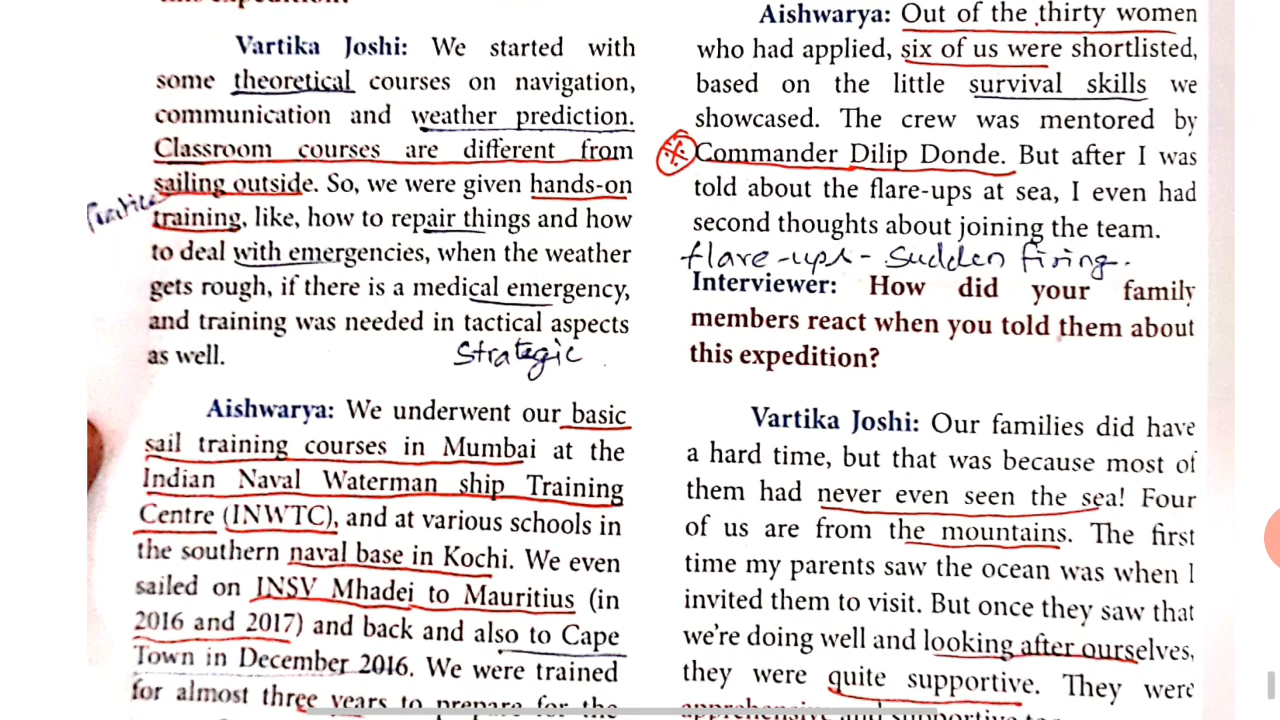 Vartika Joshi: We started with
some theoretical courses on navigation,
communication and weather prediction.
Classroom courses are different from
sailing outside. So, we were given hands-on
training, like, how to repair things and how
to deal with emergencies, when the weather
gets rough, if there is a medical emergency,
and training was needed in tactical aspects
as well.
Strategic
Aishwarya: We underwent our basic
sail training courses in Mumbai at the
Indian Naval Waterman ship Training
Centre (INWTC), and at various schools in
the southern naval base in Kochi. We even
sailed on INSV Mhadei to Mauritius (in
2016 and 2017) and back and also to Cape
Town in December 2016. We were trained
for almost three years to prepare for the
Aishwarya: Out of the thirty women
who had applied, six of us were shortlisted,
based on the little survival skills we
showcased. The crew was mentored by
Commander Dilip Donde. But after I was
told about the flare-ups at sea, I even had
second thoughts about joining the team.
flare-ups - Sudden firing.
Interviewer: How did your family
members react when you told them about
this expedition?
Vartika Joshi: Our families did have
a hard time, but that was because most of
them had never even seen the sea! Four
of us are from the mountains. The first
time my parents saw the ocean was when I
invited them to visit. But once they saw that
we're doing well and looking after ourselves,
they were quite supportive. They were